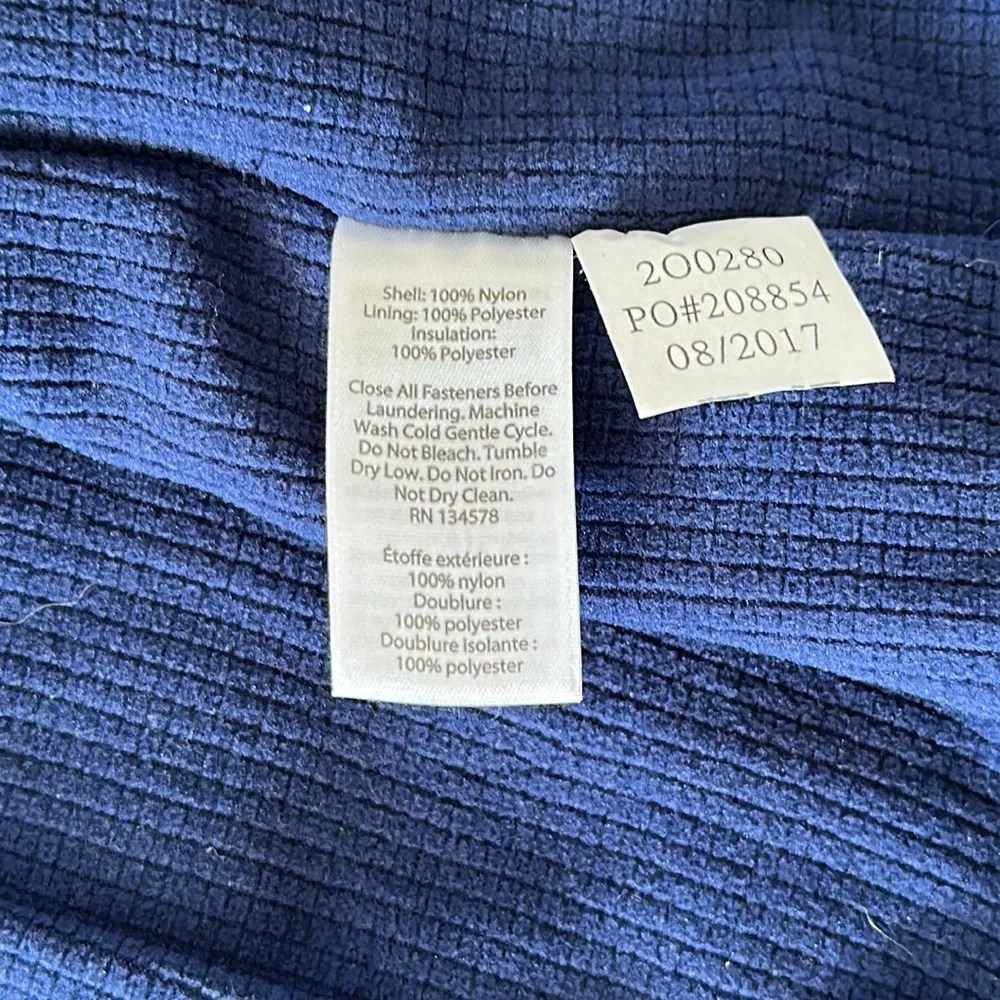 Shell: 100% Nylon
Lining: 100% Polyester
Insulation:
100% Polyester
Close All Fasteners Before
Laundering. Machine
Wash Cold Gentle Cycle.
Do Not Bleach. Tumble
Dry Low. Do Not Iron. Do
Not Dry Clean.
RN 134578
Étoffe extérieure :
100% nylon
Doublure :
100% polyester
Doublure isolante :
100% polyester
2O0280
PO#208854
08/2017